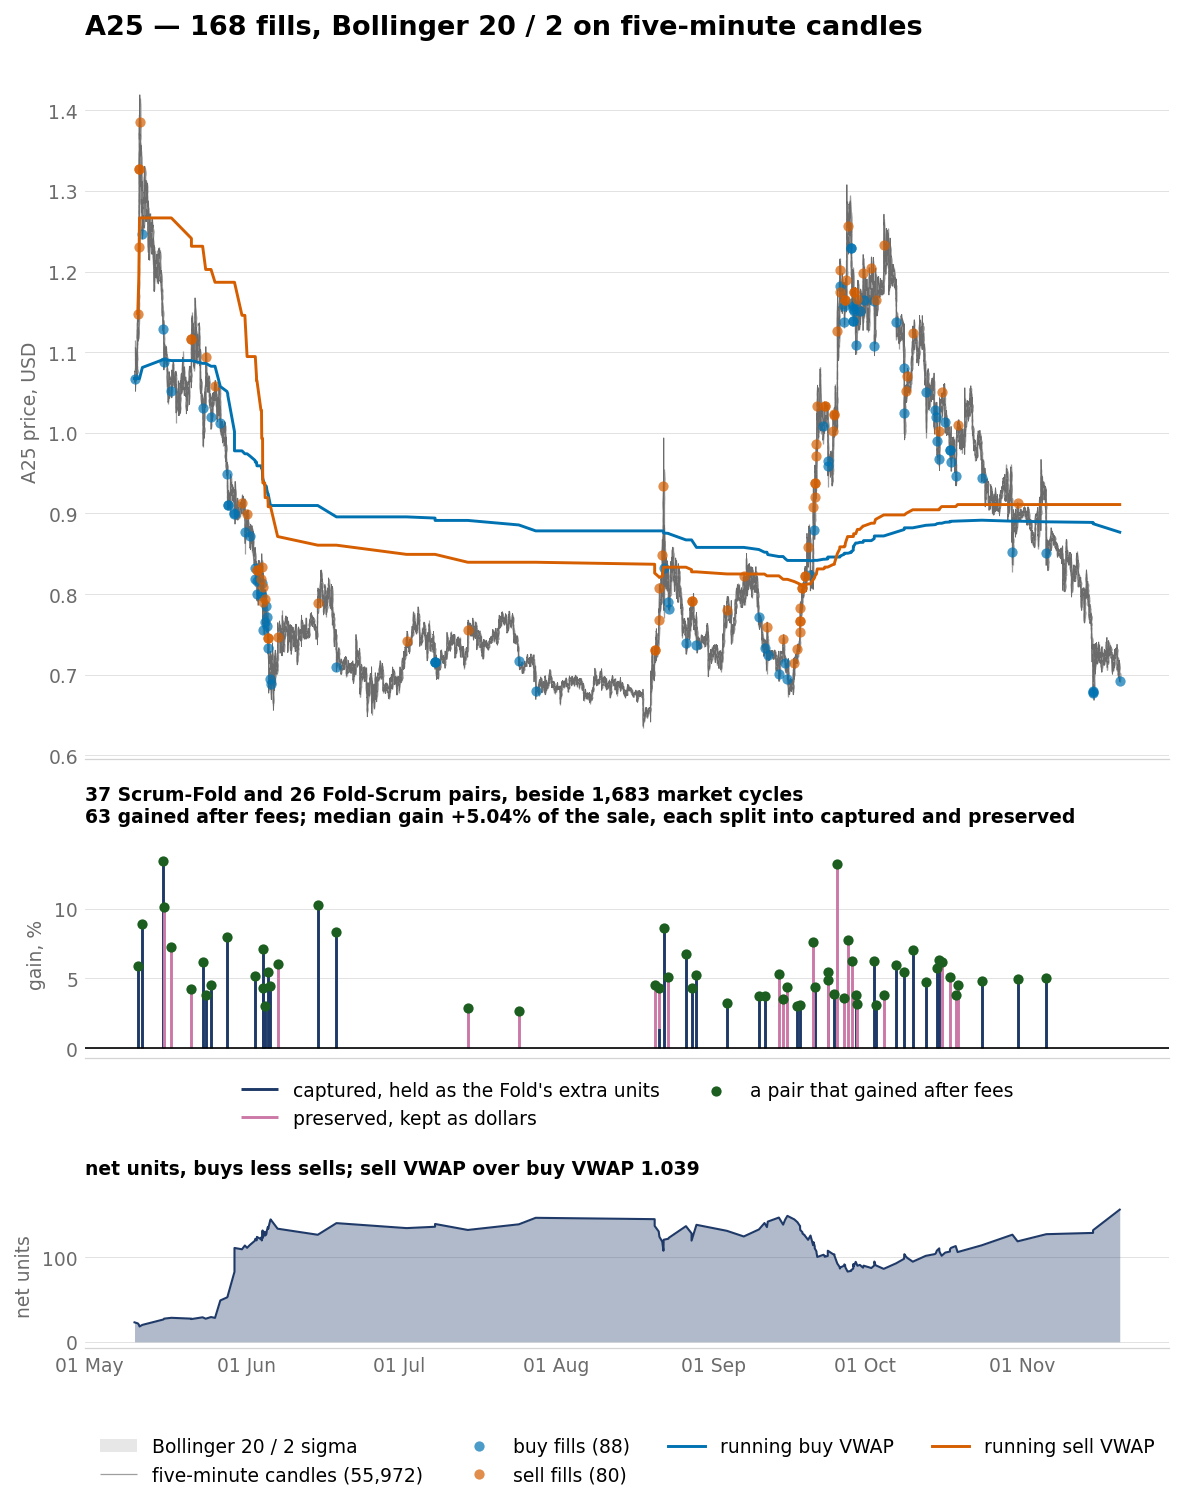 A25 — 168 fills, Bollinger 20 / 2 on five-minute candles
1.4
1.3
1.2
1.1
1.0
0.9
0.8
0.7
0.6
A25 price, USD
37 Scrum-Fold and 26 Fold-Scrum pairs, beside 1,683 market cycles
63 gained after fees; median gain +5.04% of the sale, each split into captured and preserved
10
5
0
gain, %
captured, held as the Fold's extra units
preserved, kept as dollars
a pair that gained after fees
net units, buys less sells; sell VWAP over buy VWAP 1.039
100
0
net units
01 May
01 Jun
01 Jul
01 Aug
01 Sep
01 Oct
01 Nov
Bollinger 20 / 2 sigma
five-minute candles (55,972)
buy fills (88)
sell fills (80)
running buy VWAP
running sell VWAP